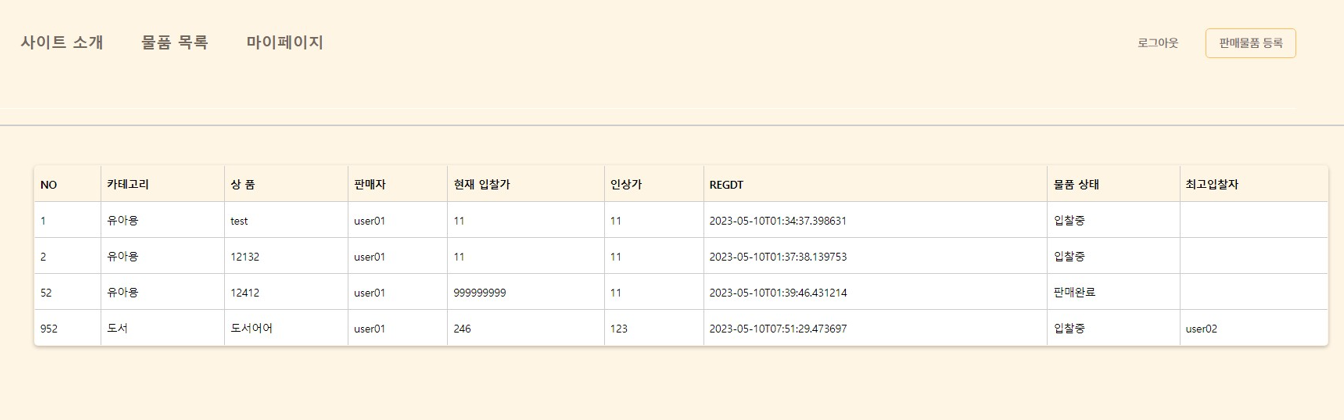 사이트 소개 물품 목록 마이페이지 로그아웃 판매물품 등록
NO 카테고리 상 품 판매자 현재 입찰가 인상가 REGDT 물품 상태 최고입찰자
1 유아용 test user01 11 11 2023-05-10T01:34:37.398631 입찰중
2 유아용 12132 user01 11 11 2023-05-10T01:37:38.139753 입찰중
52 유아용 12412 user01 999999999 11 2023-05-10T01:39:46.431214 판매완료
952 도서 도서어어 user01 246 123 2023-05-10T07:51:29.473697 입찰중 user02